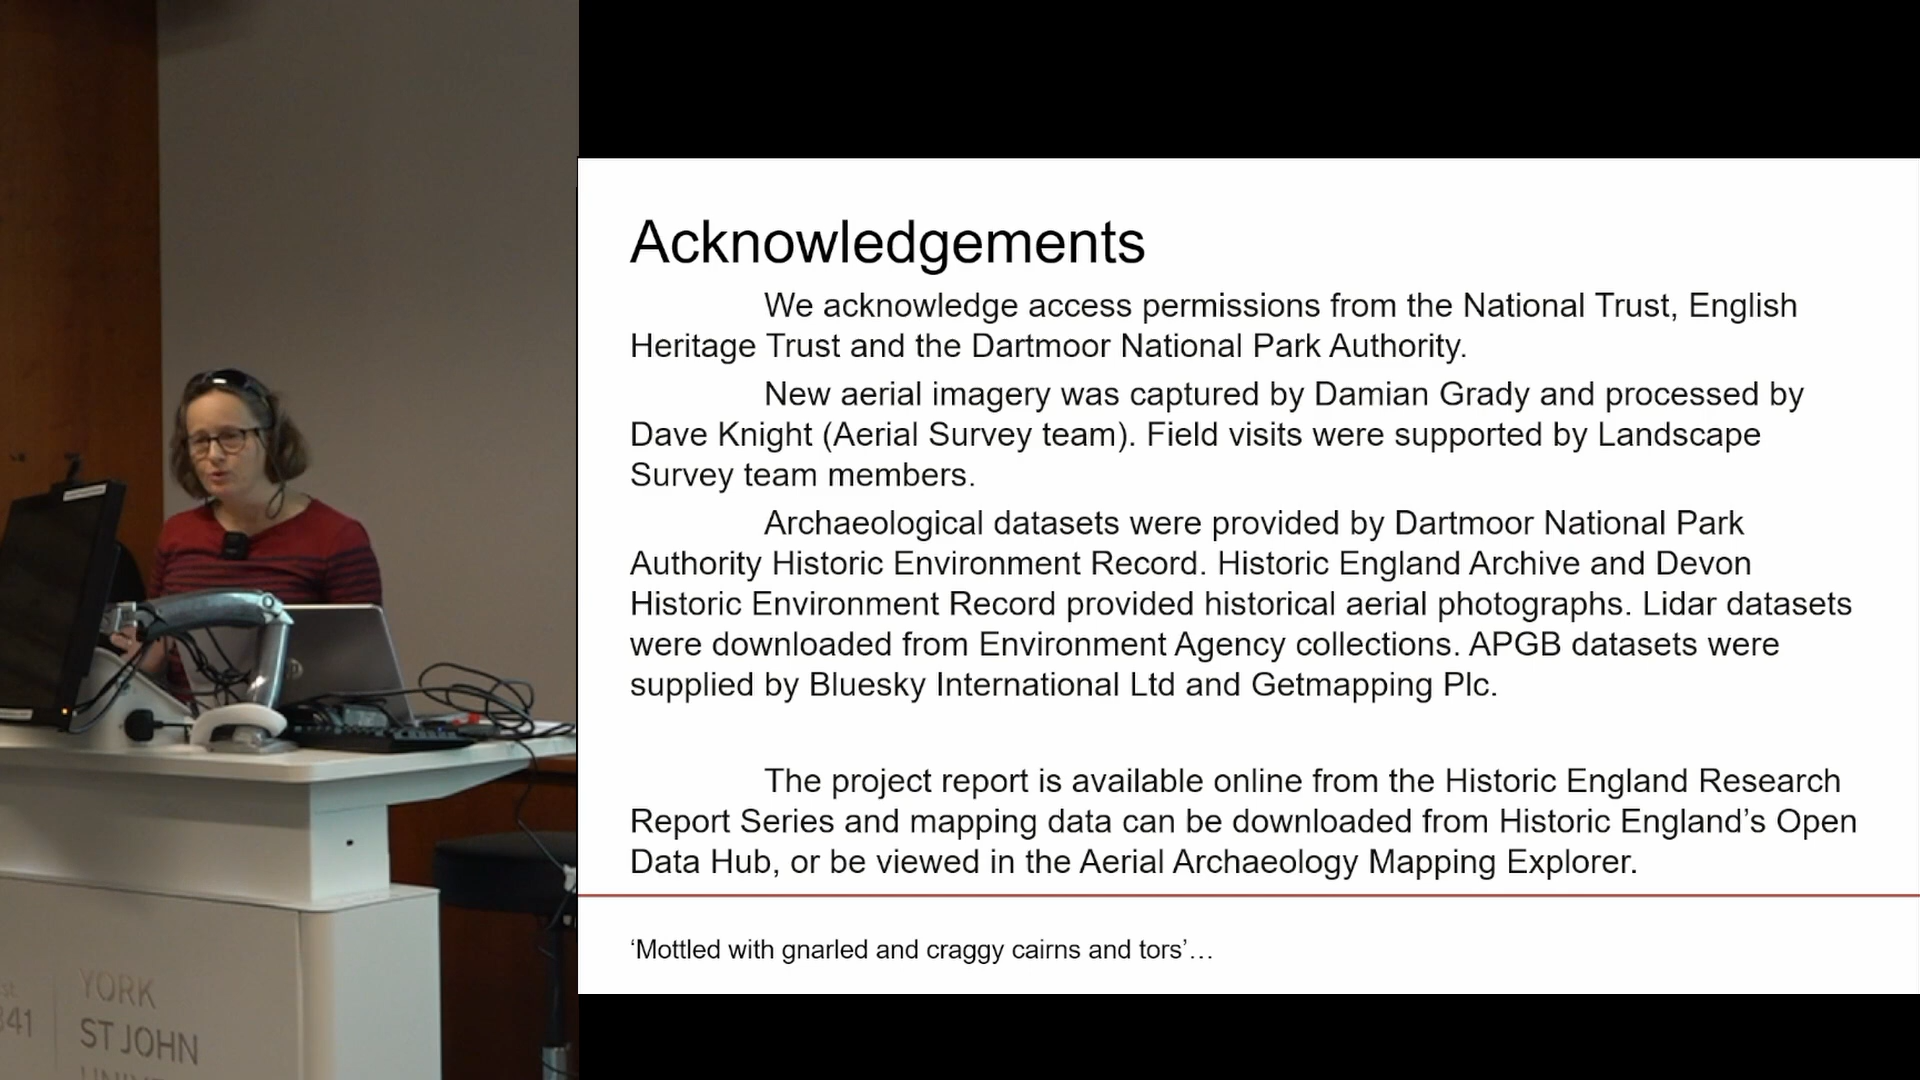 Acknowledgements
We acknowledge access permissions from the National Trust, English
Heritage Trust and the Dartmoor National Park Authority.
New aerial imagery was captured by Damian Grady and processed by
Dave Knight (Aerial Survey team). Field visits were supported by Landscape
Survey team members.
Archaeological datasets were provided by Dartmoor National Park
Authority Historic Environment Record. Historic England Archive and Devon
Historic Environment Record provided historical aerial photographs. Lidar datasets
were downloaded from Environment Agency collections. APGB datasets were
supplied by Bluesky International Ltd and Getmapping Plc.
The project report is available online from the Historic England Research
Report Series and mapping data can be downloaded from Historic England’s Open
Data Hub, or be viewed in the Aerial Archaeology Mapping Explorer.
‘Mottled with gnarled and craggy cairns and tors’…
YORK
ST JOHN